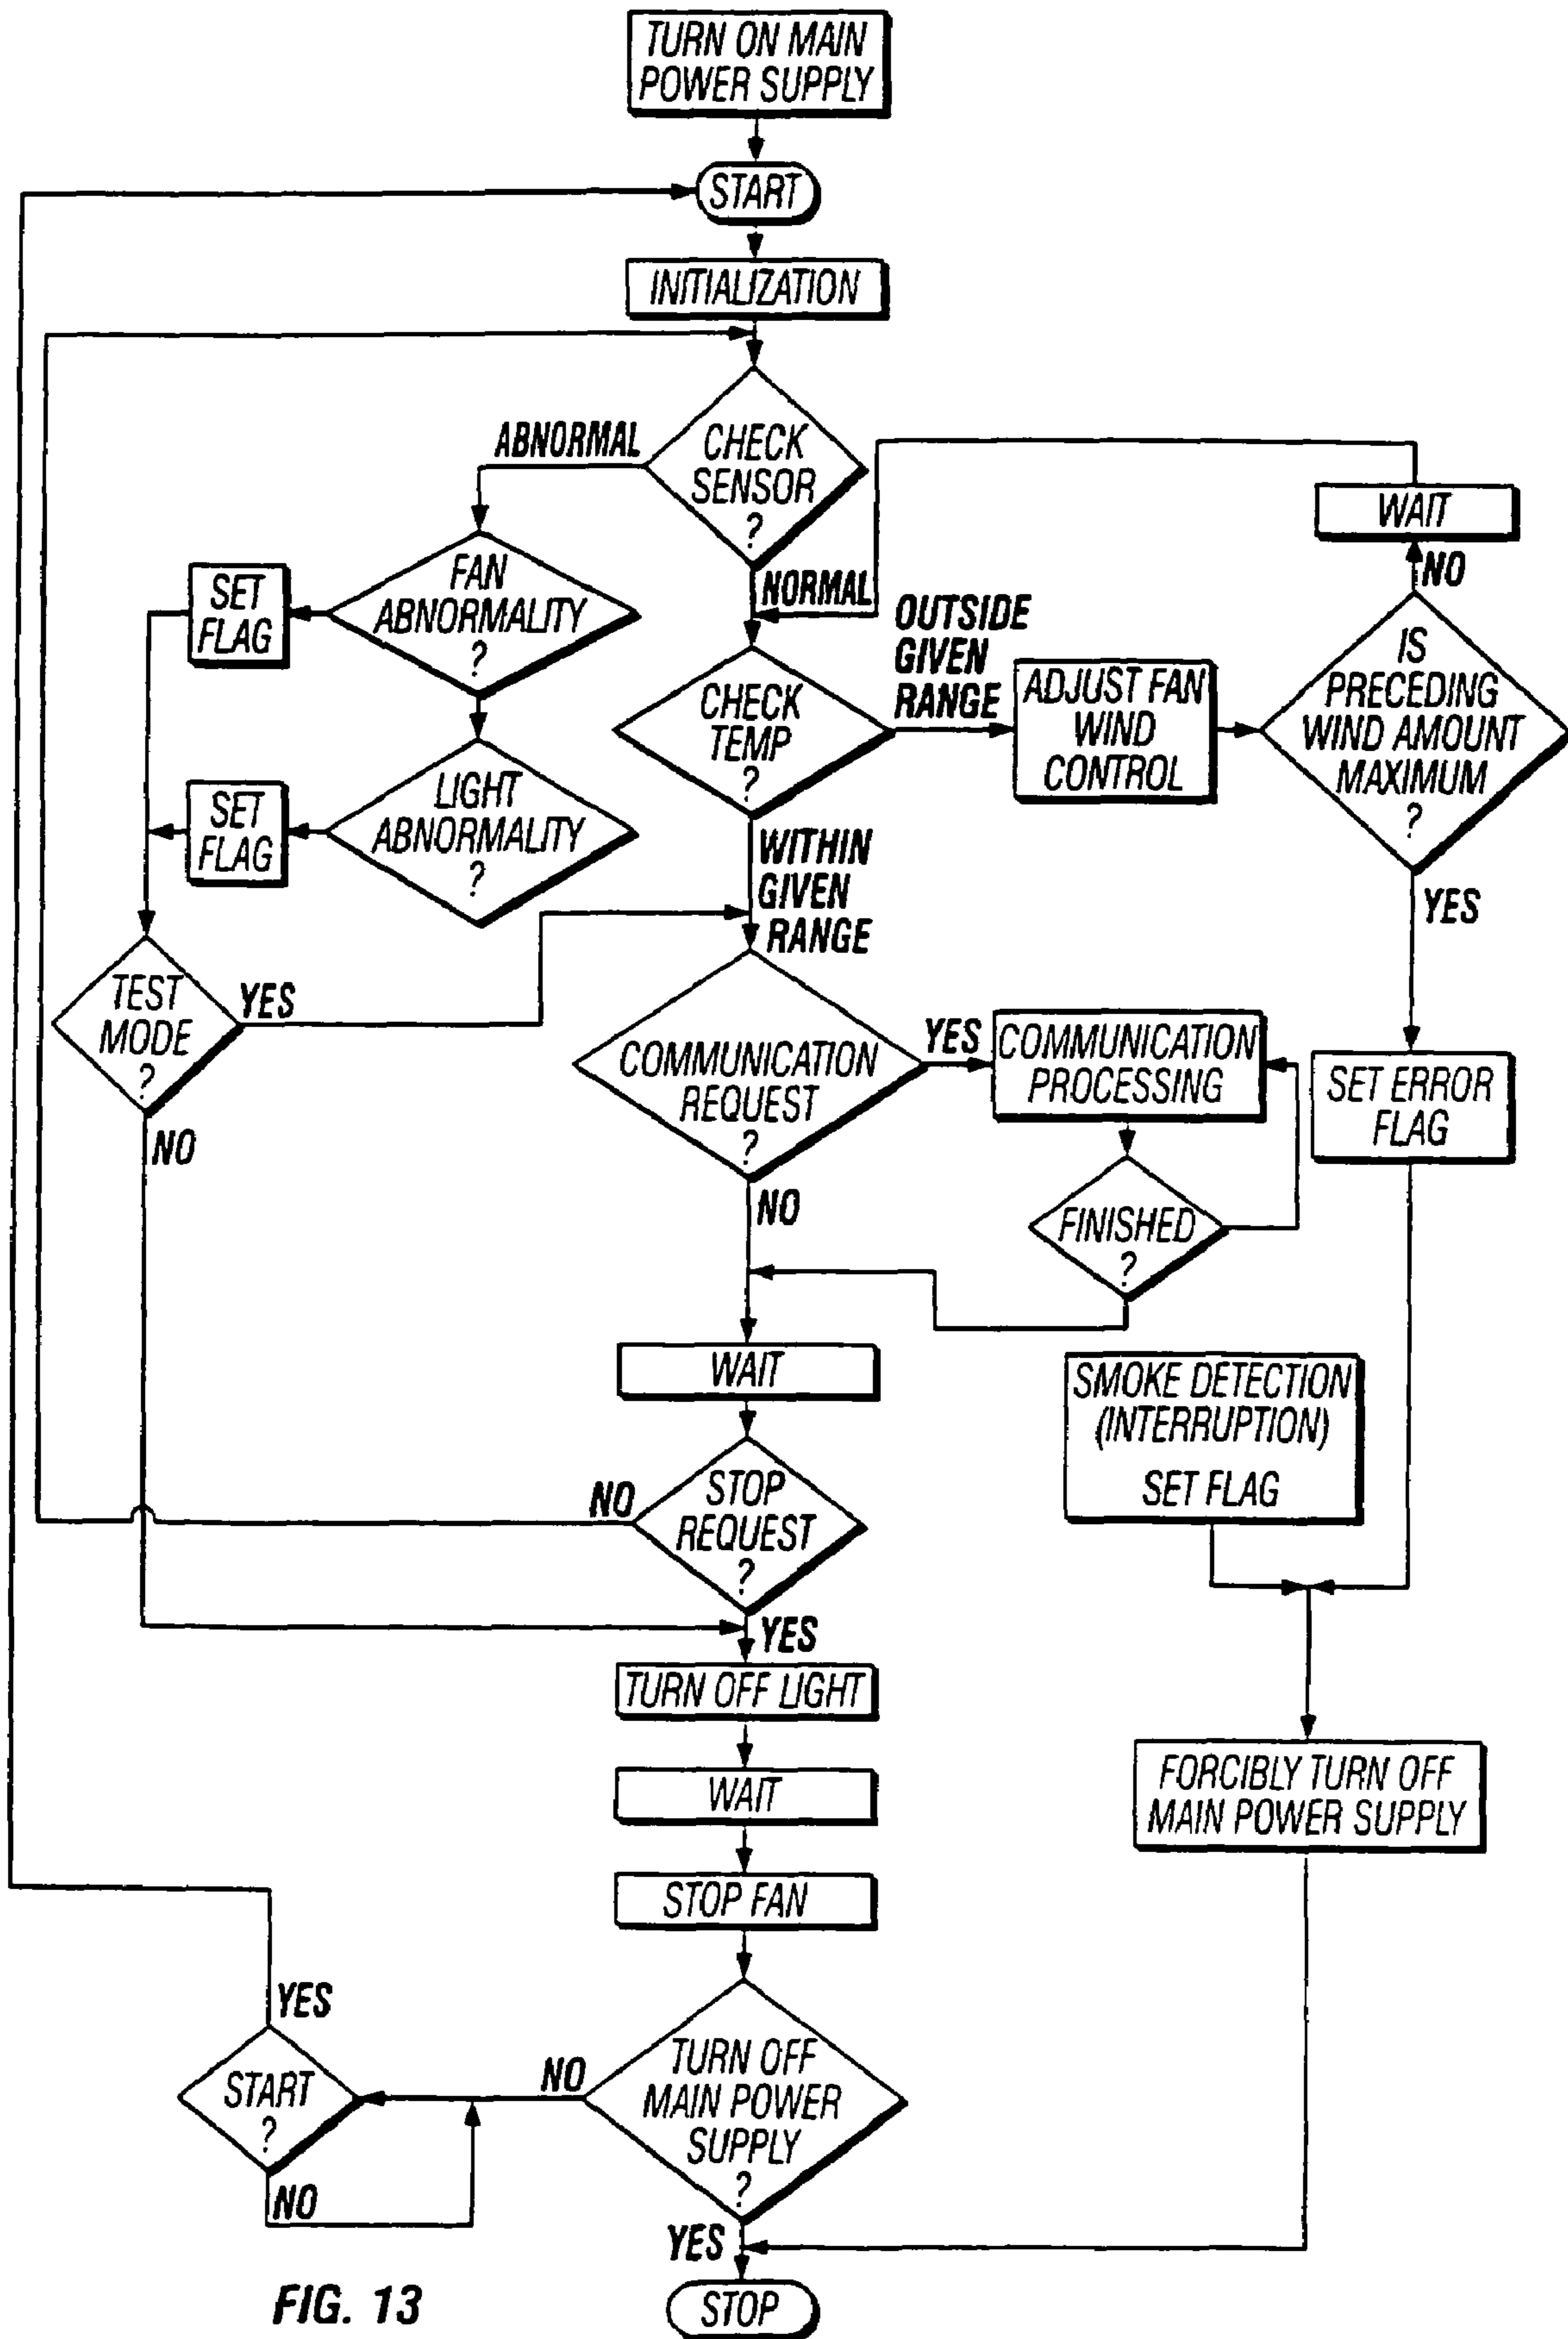 TURN ON MAIN
POWER SUPPLY
START
INITIALIZATION
CHECK
SENSOR
?
ABNORMAL
NORMAL
FAN
ABNORMALITY
?
SET
FLAG
LIGHT
ABNORMALITY
?
SET
FLAG
TEST
MODE
?
YES
NO
CHECK
TEMP
?
OUTSIDE
GIVEN
RANGE
ADJUST FAN
WIND
CONTROL
IS
PRECEDING
WIND AMOUNT
MAXIMUM
?
NO
WAIT
YES
SET ERROR
FLAG
WITHIN
GIVEN
RANGE
COMMUNICATION
REQUEST
?
YES
COMMUNICATION
PROCESSING
FINISHED
?
NO
WAIT
STOP
REQUEST
?
NO
YES
SMOKE DETECTION
(INTERRUPTION)
SET FLAG
FORCIBLY TURN OFF
MAIN POWER SUPPLY
TURN OFF LIGHT
WAIT
STOP FAN
TURN OFF
MAIN POWER
SUPPLY
?
NO
START
?
YES
NO
YES
STOP
FIG. 13